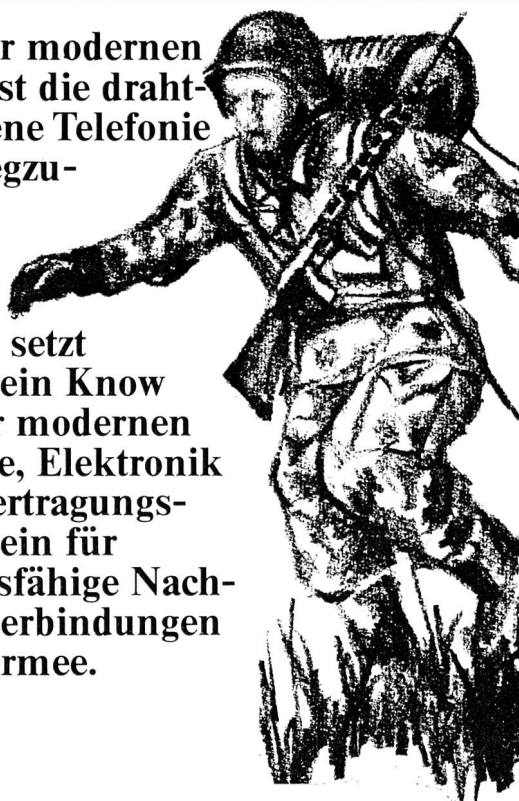 r modernen
st die draht-
ene Telefonie
egzu-
setzt
ein Know
r modernen
e, Elektronik
ertragungs-
ein für
sfähige Nach-
erbindungen
rmee.